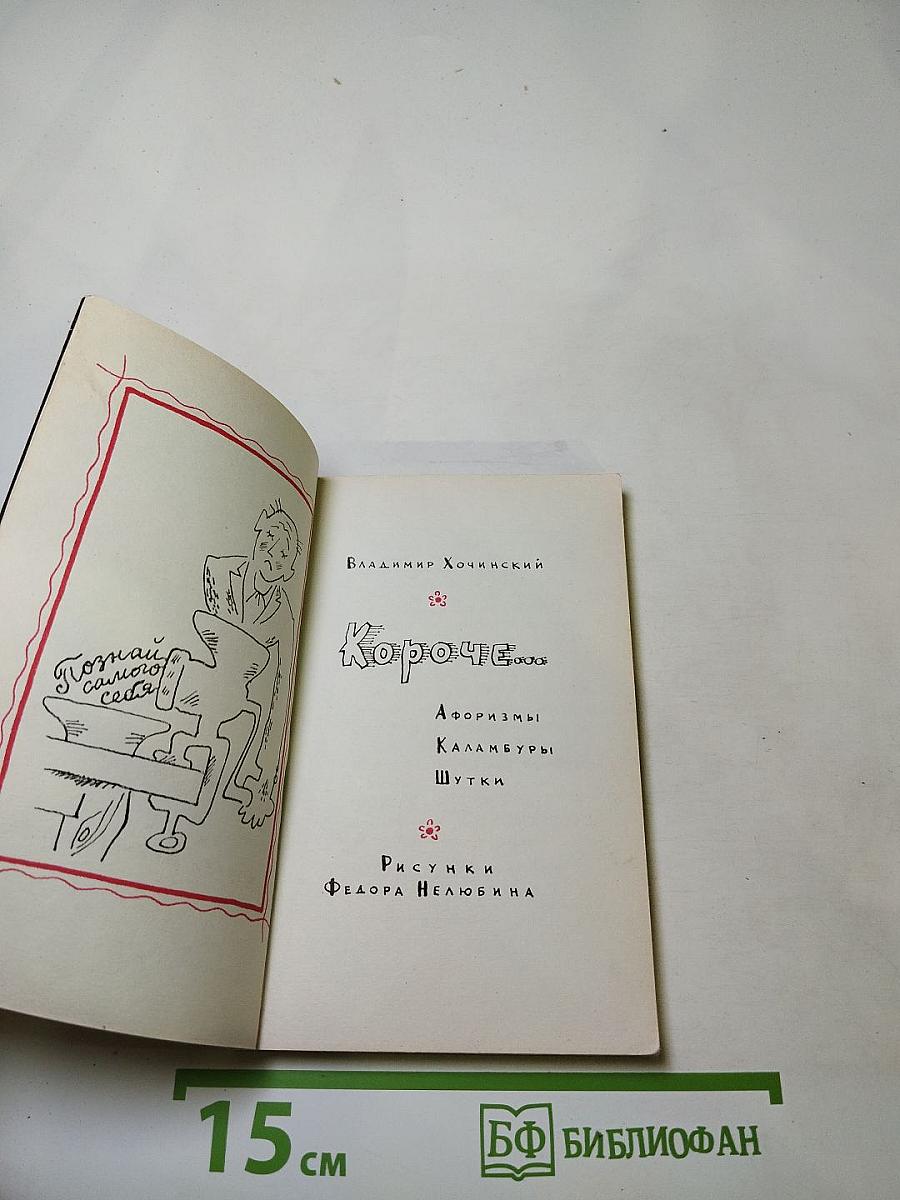 Познай
самого
себя
Владимир Хочинский
Короче...
Афоризмы
Каламбуры
Шутки
Рисунки
Федора Нелюбина
15 см
БФ БИБЛИОФАН